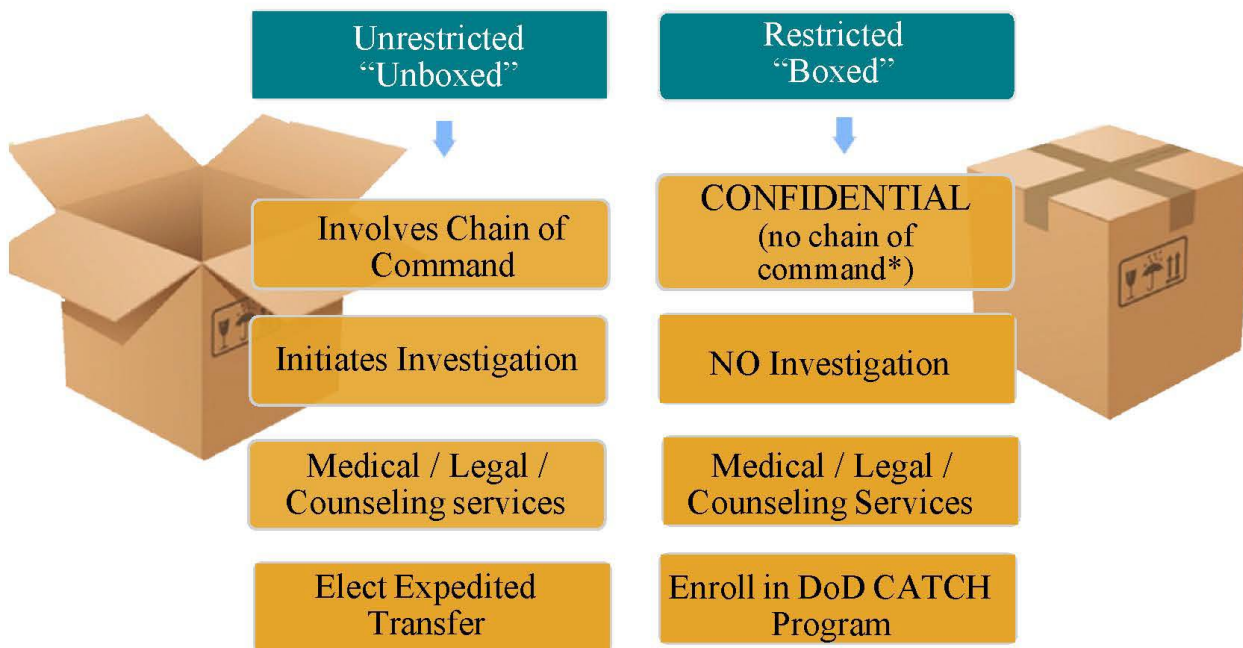 Unrestricted
“Unboxed”
Involves Chain of
Command
Initiates Investigation
Medical / Legal /
Counseling services
Elect Expedited
Transfer
Restricted
“Boxed”
CONFIDENTIAL
(no chain of
command*)
NO Investigation
Medical / Legal /
Counseling Services
Enroll in DoD CATCH
Program